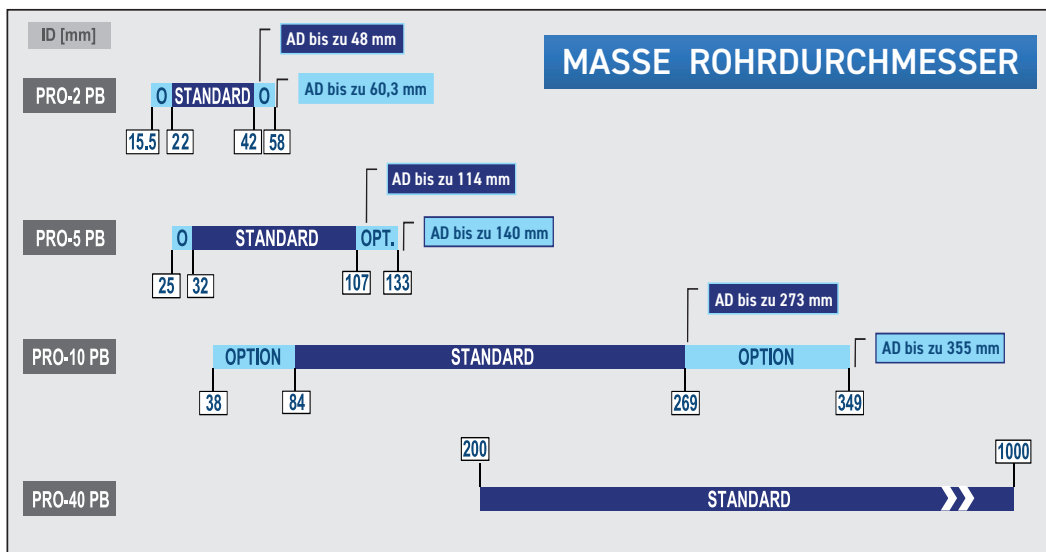 ID [mm]
MASSE ROHRDURCHMESSER
AD bis zu 48 mm
AD bis zu 60,3 mm
PRO-2 PB
O STANDARD O
15.5 22 42 58
AD bis zu 114 mm
AD bis zu 140 mm
PRO-5 PB
O STANDARD OPT.
25 32 107 133
AD bis zu 273 mm
AD bis zu 355 mm
PRO-10 PB
OPTION STANDARD OPTION
38 84 269 349
200 1000
PRO-40 PB
STANDARD